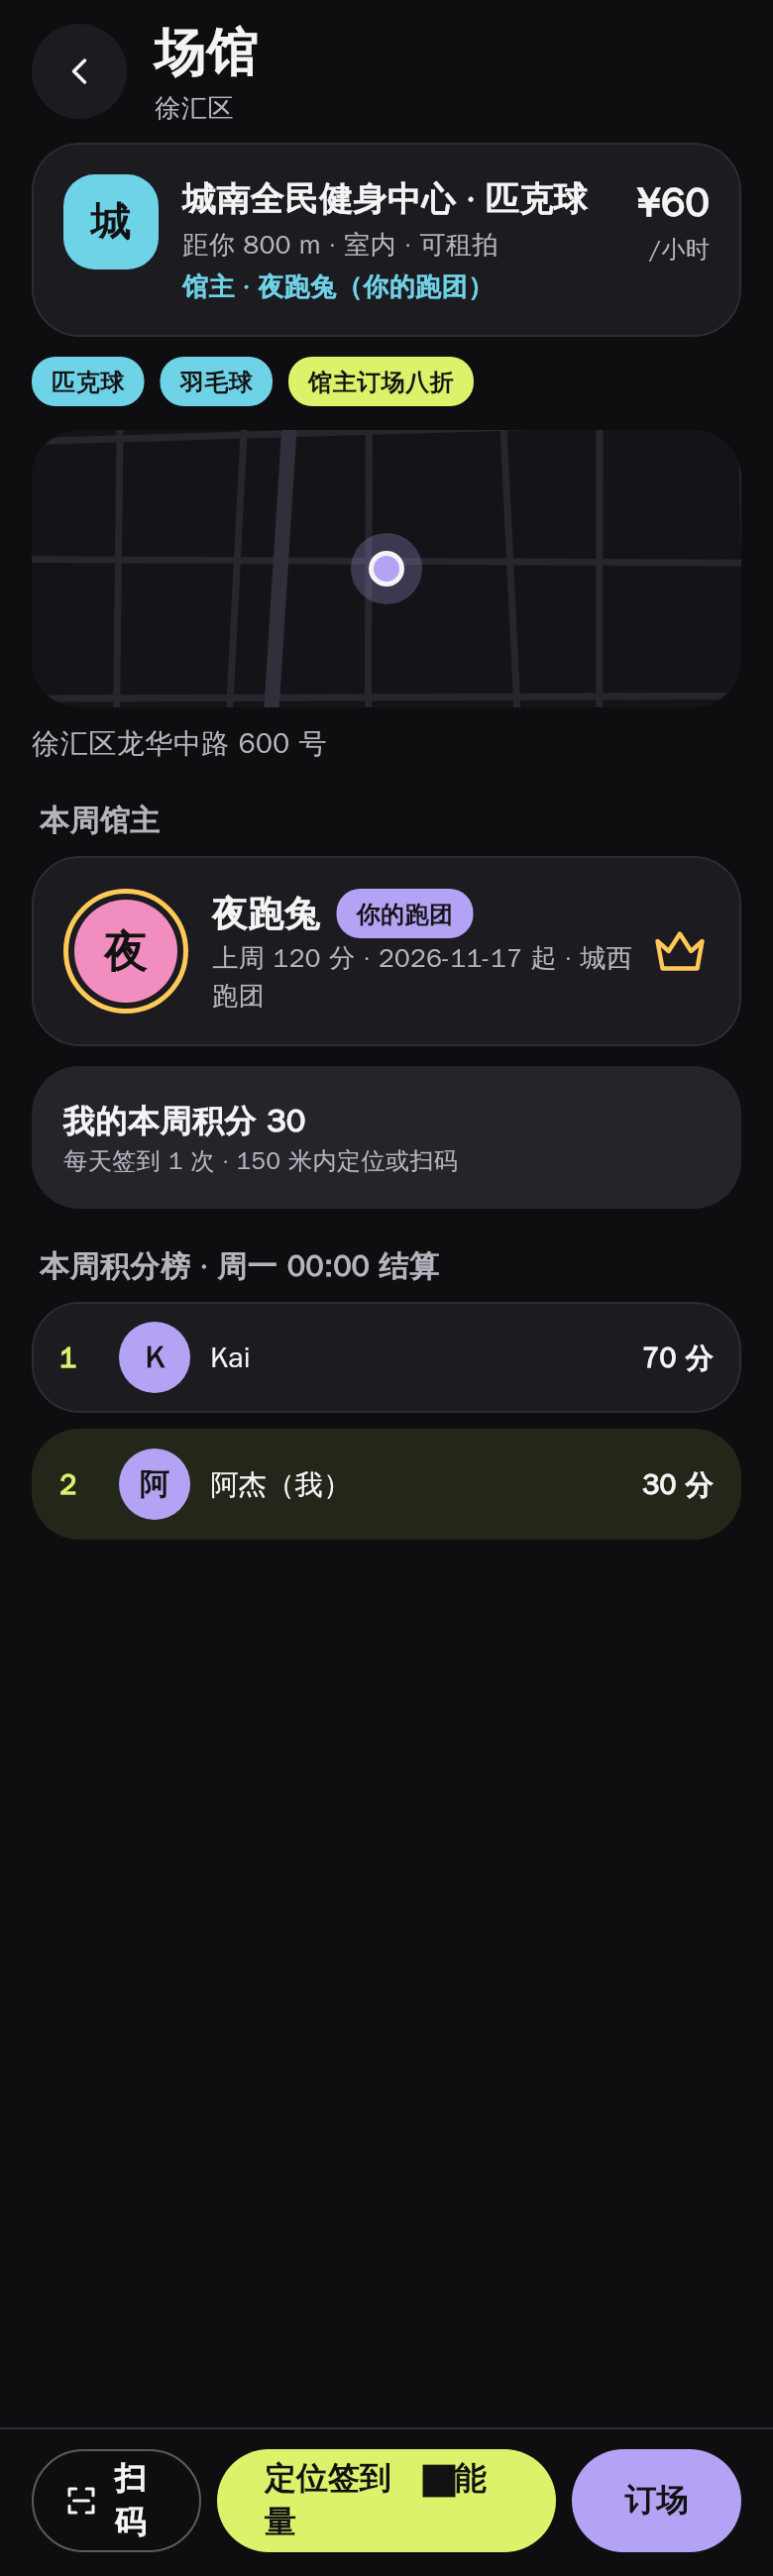 场馆
徐汇区
城
城南全民健身中心 · 匹克球
¥60
距你 800 m · 室内 · 可租拍
/小时
馆主 · 夜跑兔（你的跑团）
匹克球
羽毛球
馆主订场八折
徐汇区龙华中路 600 号
本周馆主
夜
夜跑兔
你的跑团
上周 120 分 · 2026-11-17 起 · 城西
跑团
我的本周积分 30
每天签到 1 次 · 150 米内定位或扫码
本周积分榜 · 周一 00:00 结算
1
K
Kai
70 分
2
阿
阿杰（我）
30 分
扫
码
定位签到 能
量
订场